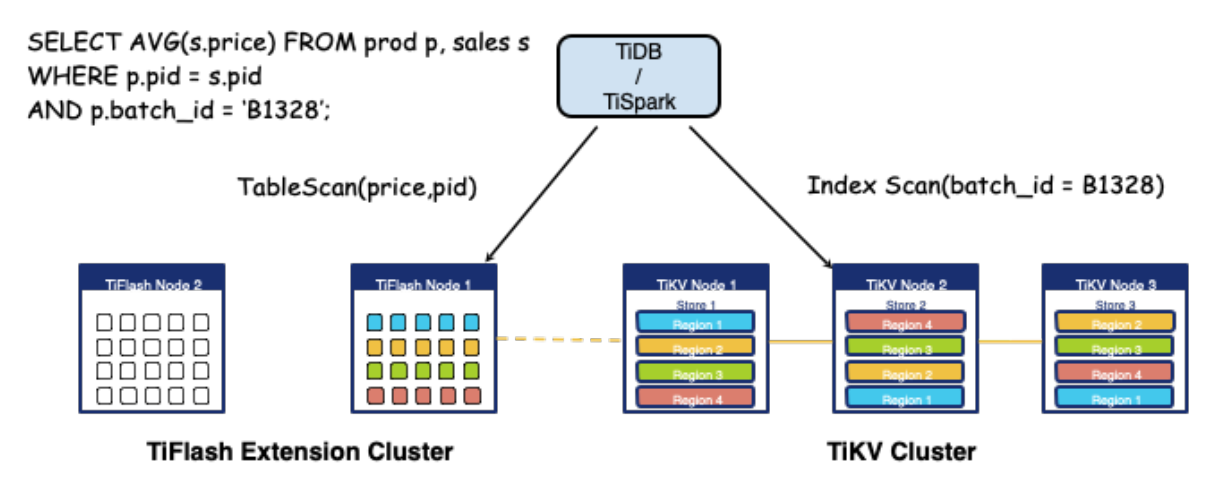 SELECT AVG(s.price) FROM prod p, sales s
WHERE p.pid = s.pid
AND p.batch_id = ‘B1328’;
TiDB
/
TiSpark
TableScan(price,pid)
Index Scan(batch_id = B1328)
TiFlash Node 2
TiFlash Node 1
TiKV Node 1
Store 1
Region 1
Region 2
Region 3
Region 4
TiKV Node 2
Store 2
Region 4
Region 3
Region 2
Region 1
TiKV Node 3
Store 3
Region 2
Region 3
Region 4
Region 1
TiFlash Extension Cluster
TiKV Cluster